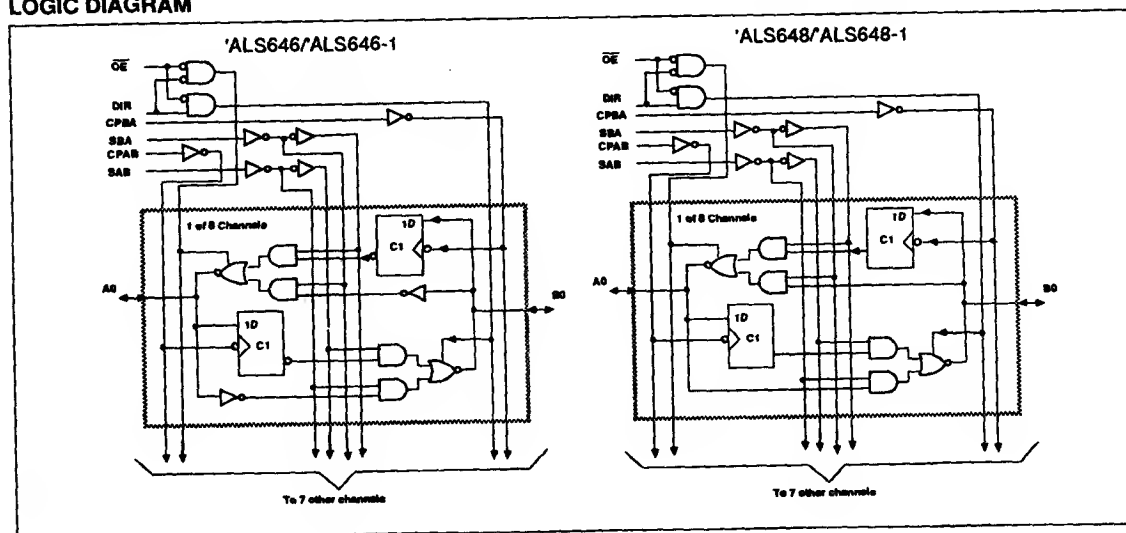 LOGIC DIAGRAM
'ALS646/'ALS646-1
OE
DIR
CPBA
SBA
CPAB
SAB
1 of 8 Channels
1D
C1
A0
B0
1D
C1
To 7 other channels
'ALS648/'ALS648-1
OE
DIR
CPBA
SBA
CPAB
SAB
1 of 8 Channels
1D
C1
A0
B0
1D
C1
To 7 other channels